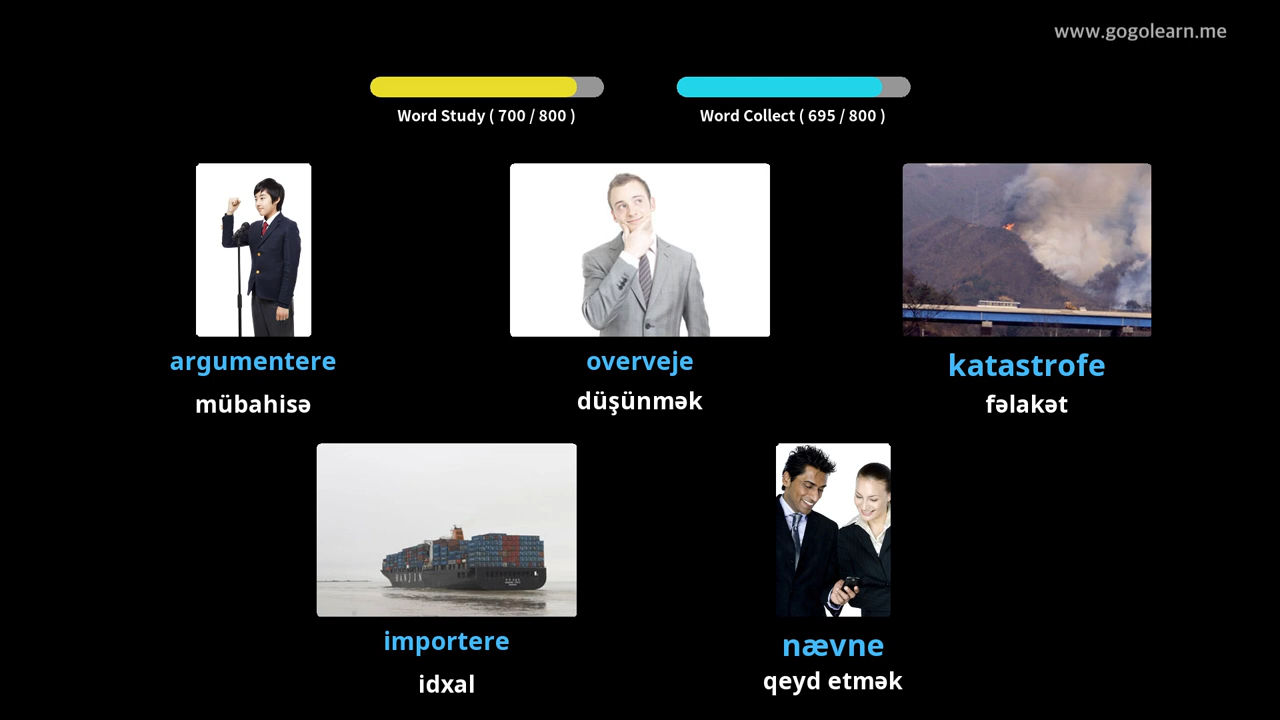 www.gogolearn.me
Word Study ( 700 / 800 )
Word Collect ( 695 / 800 )
argumentere
mübahisə
overveje
düşünmək
katastrofe
fəlakət
HANJIN
importere
idxal
nævne
qeyd etmək